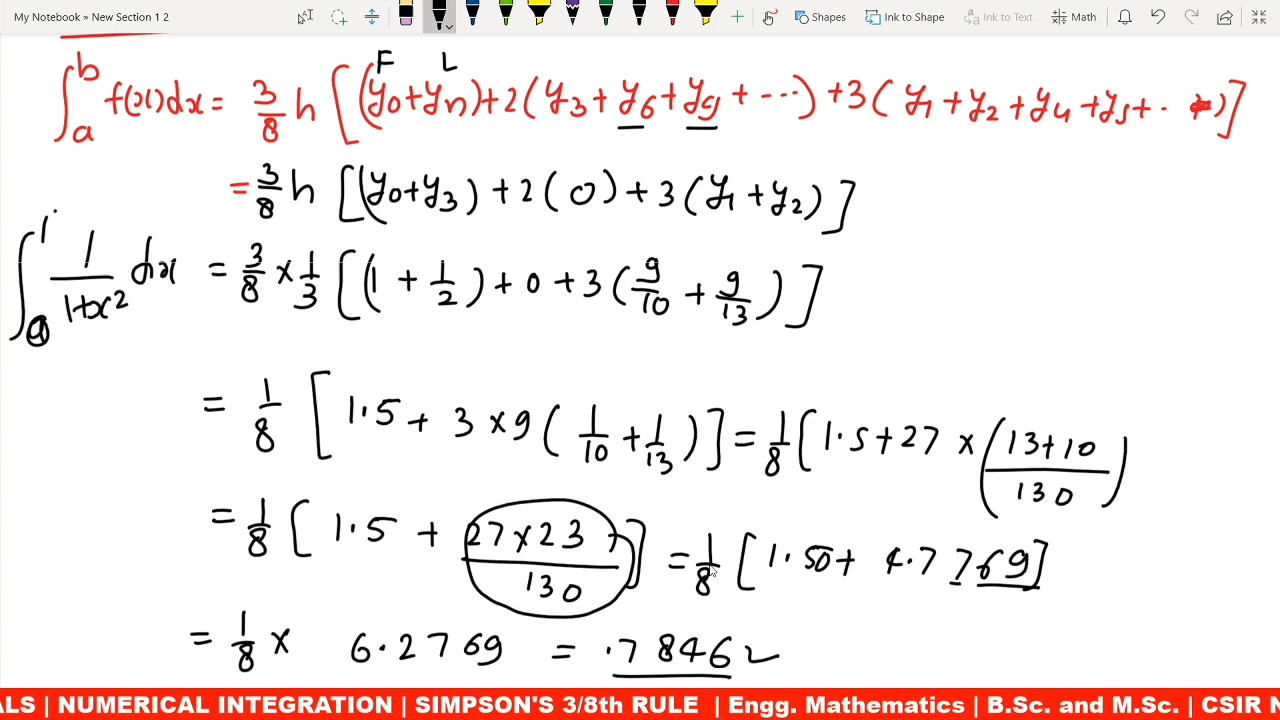 My Notebook » New Section 1 2
Shapes
Ink to Shape
Ink to Text
Math
F L
∫ₐᵇ f(x)dx = 3/8 h [(y₀+yₙ)+2(y₃+y₆+y₉+---)+3(y₁+y₂+y₄+y₅+· )]
= 3/8 h [(y₀+y₃)+2(0)+3(y₁+y₂)]
∫₀¹ 1/(1+x²) dx = 3/8 × 1/3 [(1 + 1/2)+0+3(9/10 + 9/13)]
= 1/8 [1.5 + 3×9(1/10 + 1/13)] = 1/8 [1.5+27 × (13+10/130)
= 1/8 [1.5 + 27×23/130] = 1/8 [1.50+ 4.7769]
= 1/8 × 6.2769 = .7846
ALS | NUMERICAL INTEGRATION | SIMPSON'S 3/8th RULE | Engg. Mathematics | B.Sc. and M.Sc. | CSIR N